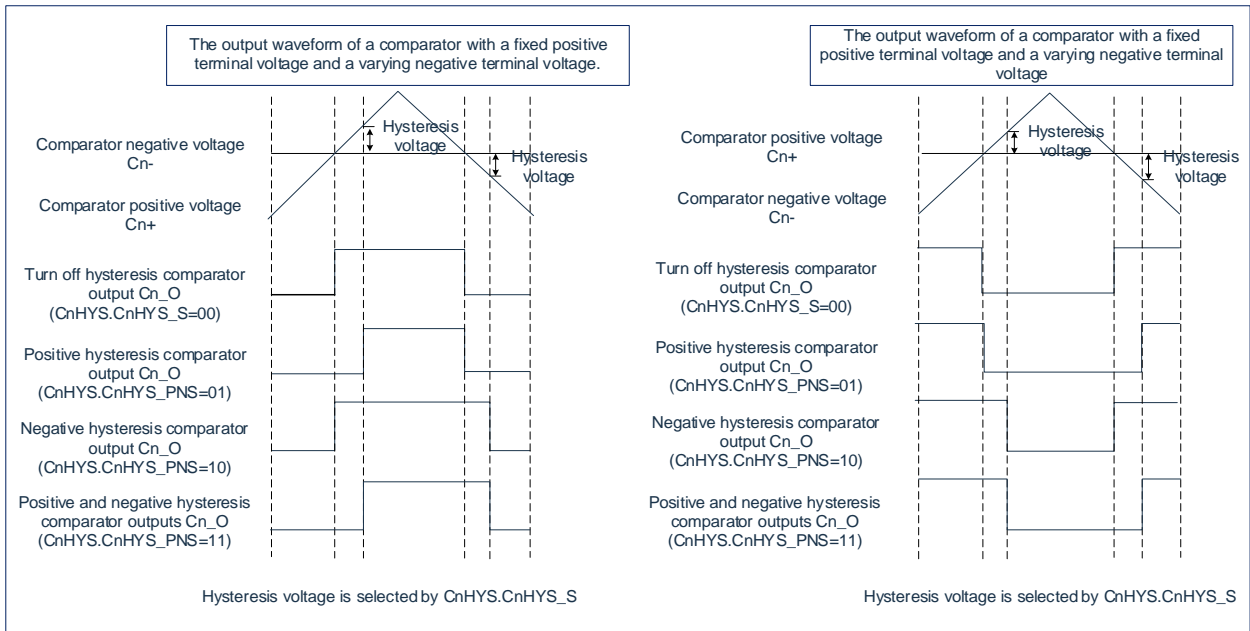 The output waveform of a comparator with a fixed positive
terminal voltage and a varying negative terminal voltage.
Hysteresis
voltage
Comparator negative voltage
Cn-
Hysteresis
voltage
Comparator positive voltage
Cn+
Turn off hysteresis comparator
output Cn_O
(CnHYS.CnHYS_S=00)
Positive hysteresis comparator
output Cn_O
(CnHYS.CnHYS_PNS=01)
Negative hysteresis comparator
output Cn_O
(CnHYS.CnHYS_PNS=10)
Positive and negative hysteresis
comparator outputs Cn_O
(CnHYS.CnHYS_PNS=11)
Hysteresis voltage is selected by CnHYS.CnHYS_S
The output waveform of a comparator with a fixed
positive terminal voltage and a varying negative terminal
voltage
Hysteresis
voltage
Comparator positive voltage
Cn+
Hysteresis
voltage
Comparator negative voltage
Cn-
Turn off hysteresis comparator
output Cn_O
(CnHYS.CnHYS_S=00)
Positive hysteresis comparator
output Cn_O
(CnHYS.CnHYS_PNS=01)
Negative hysteresis comparator
output Cn_O
(CnHYS.CnHYS_PNS=10)
Positive and negative hysteresis
comparator outputs Cn_O
(CnHYS.CnHYS_PNS=11)
Hysteresis voltage is selected by CnHYS.CnHYS_S